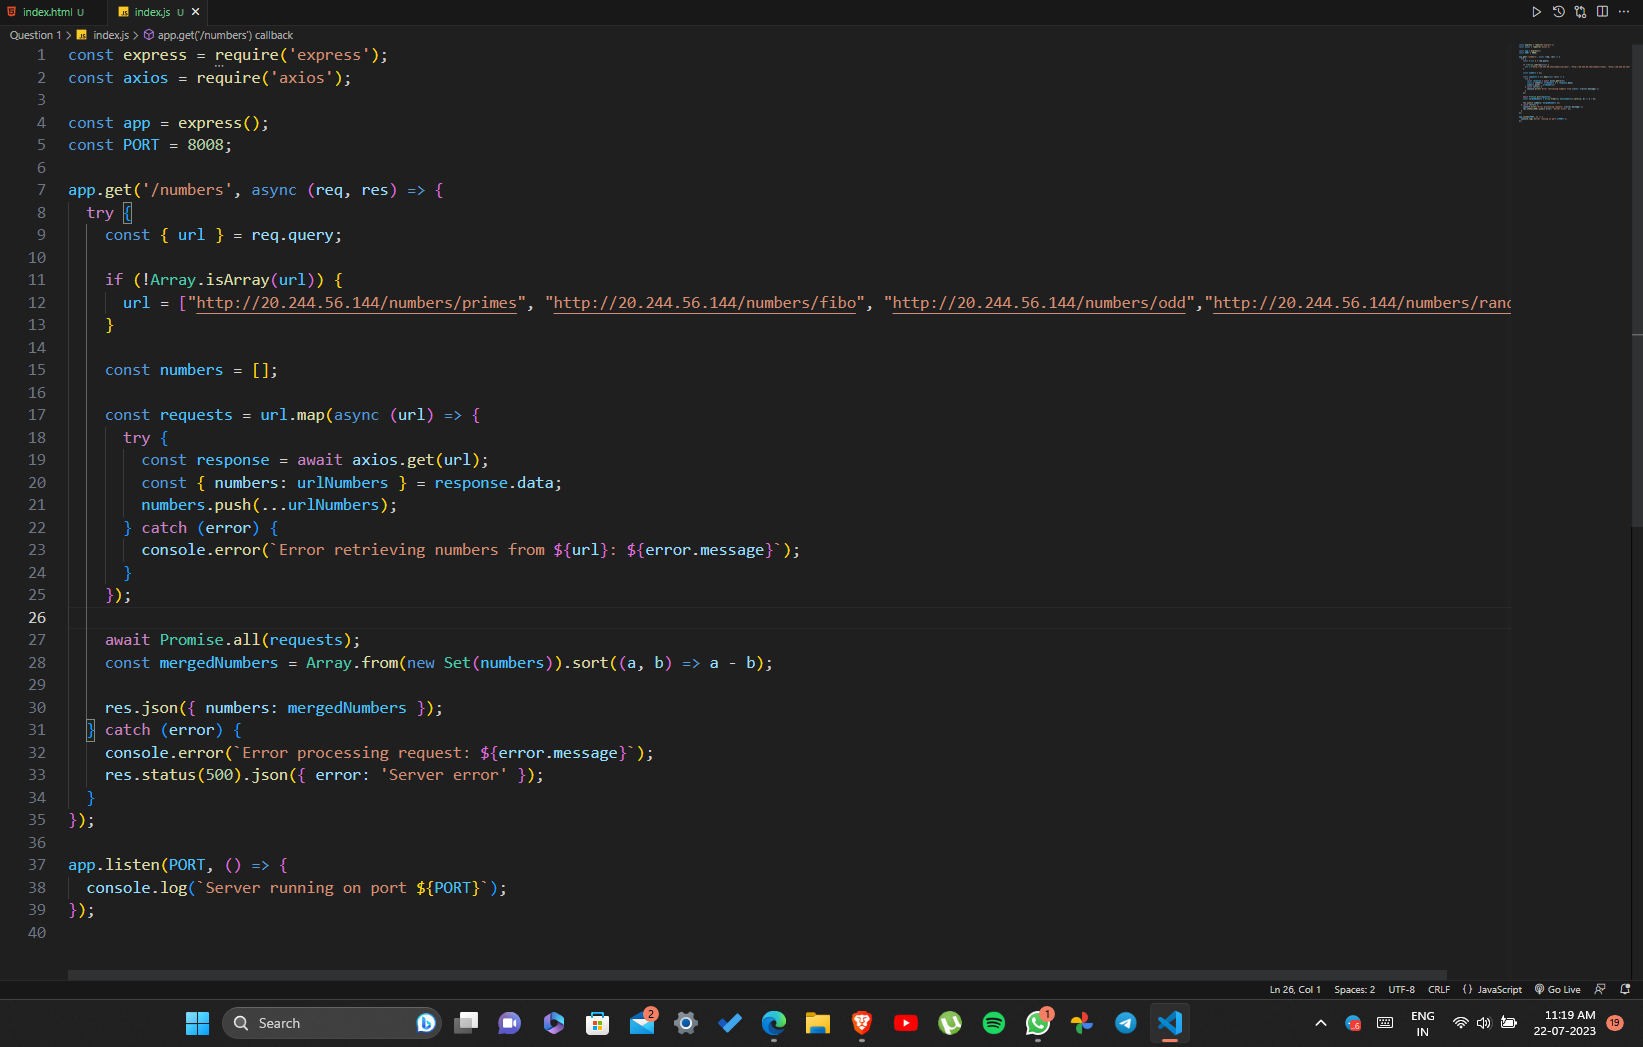 index.html U
index.js U
Question 1 > index.js > app.get('/numbers') callback
1 const express = require('express');
2 const axios = require('axios');
3
4 const app = express();
5 const PORT = 8008;
6
7 app.get('/numbers', async (req, res) => {
8 try {
9 const { url } = req.query;
10
11 if (!Array.isArray(url)) {
12 url = ["http://20.244.56.144/numbers/primes", "http://20.244.56.144/numbers/fibo", "http://20.244.56.144/numbers/odd","http://20.244.56.144/numbers/ranc
13 }
14
15 const numbers = [];
16
17 const requests = url.map(async (url) => {
18 try {
19 const response = await axios.get(url);
20 const { numbers: urlNumbers } = response.data;
21 numbers.push(...urlNumbers);
22 } catch (error) {
23 console.error(`Error retrieving numbers from ${url}: ${error.message}`);
24 }
25 });
26
27 await Promise.all(requests);
28 const mergedNumbers = Array.from(new Set(numbers)).sort((a, b) => a - b);
29
30 res.json({ numbers: mergedNumbers });
31 } catch (error) {
32 console.error(`Error processing request: ${error.message}`);
33 res.status(500).json({ error: 'Server error' });
34 }
35 });
36
37 app.listen(PORT, () => {
38 console.log(`Server running on port ${PORT}`);
39 });
40
Ln 26, Col 1 Spaces: 2 UTF-8 CRLF {} JavaScript Go Live
Search
2
1
ENG
IN
11:19 AM
22-07-2023
19